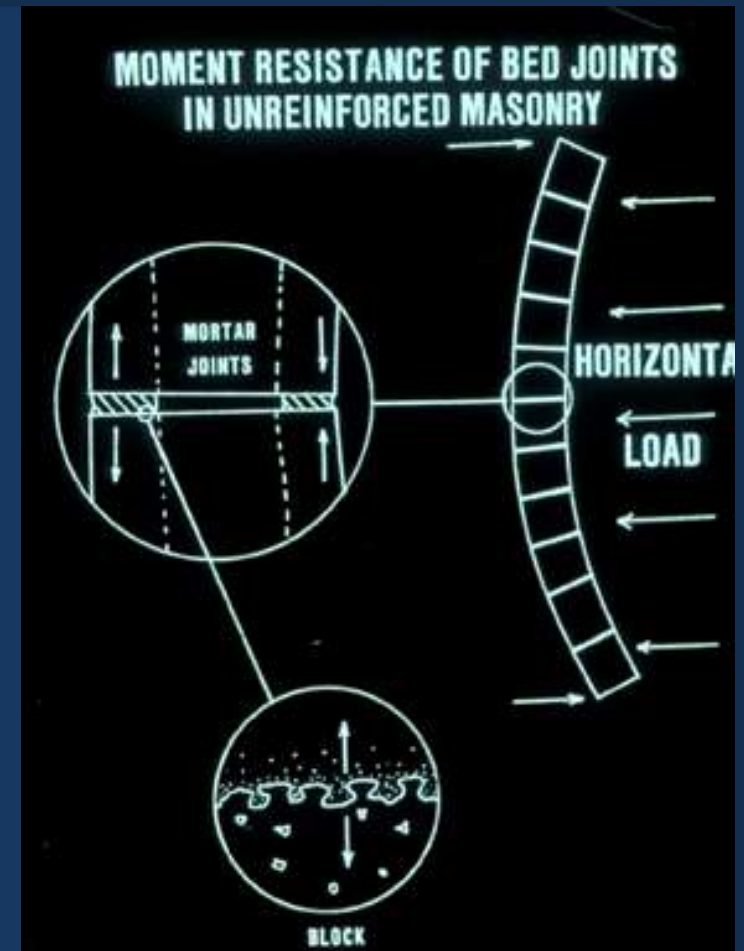 MOMENT RESISTANCE OF BED JOINTS
IN UNREINFORCED MASONRY
MORTAR
JOINTS
HORIZONTA
LOAD
BLOCK